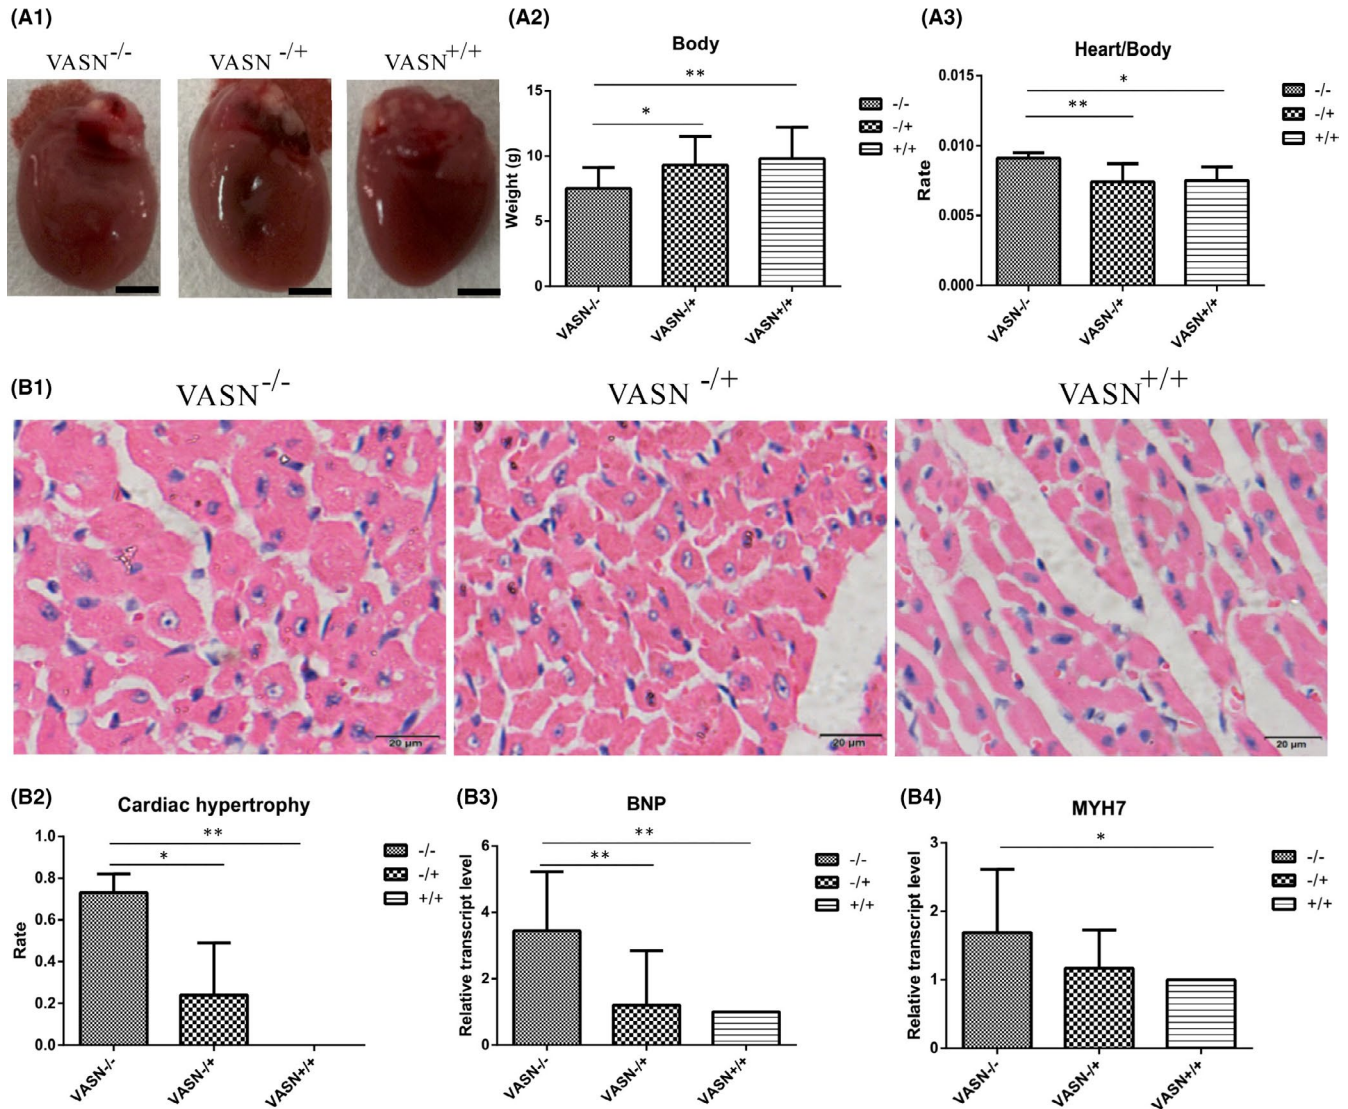 (A1)
VASN-/-
VASN -/+
VASN+/+
(A2)
Body
**
*
15
10
5
0
Weight (g)
VASN-/-
VASN-/+
VASN+/+
-/-
-/+
+/+
(A3)
Heart/Body
*
**
0.015
0.010
0.005
0.000
Rate
VASN-/-
VASN-/+
VASN+/+
-/-
-/+
+/+
(B1)
VASN-/-
VASN -/+
VASN+/+
20 µm
20 µm
20 µm
(B2)
Cardiac hypertrophy
**
*
1.0
0.8
0.6
0.4
0.2
0.0
Rate
VASN-/-
VASN-/+
VASN+/+
-/-
-/+
+/+
(B3)
BNP
**
**
6
4
2
0
Relative transcript level
VASN-/-
VASN-/+
VASN+/+
-/-
-/+
+/+
(B4)
MYH7
*
3
2
1
0
Relative transcript level
VASN-/-
VASN-/+
VASN+/+
-/-
-/+
+/+